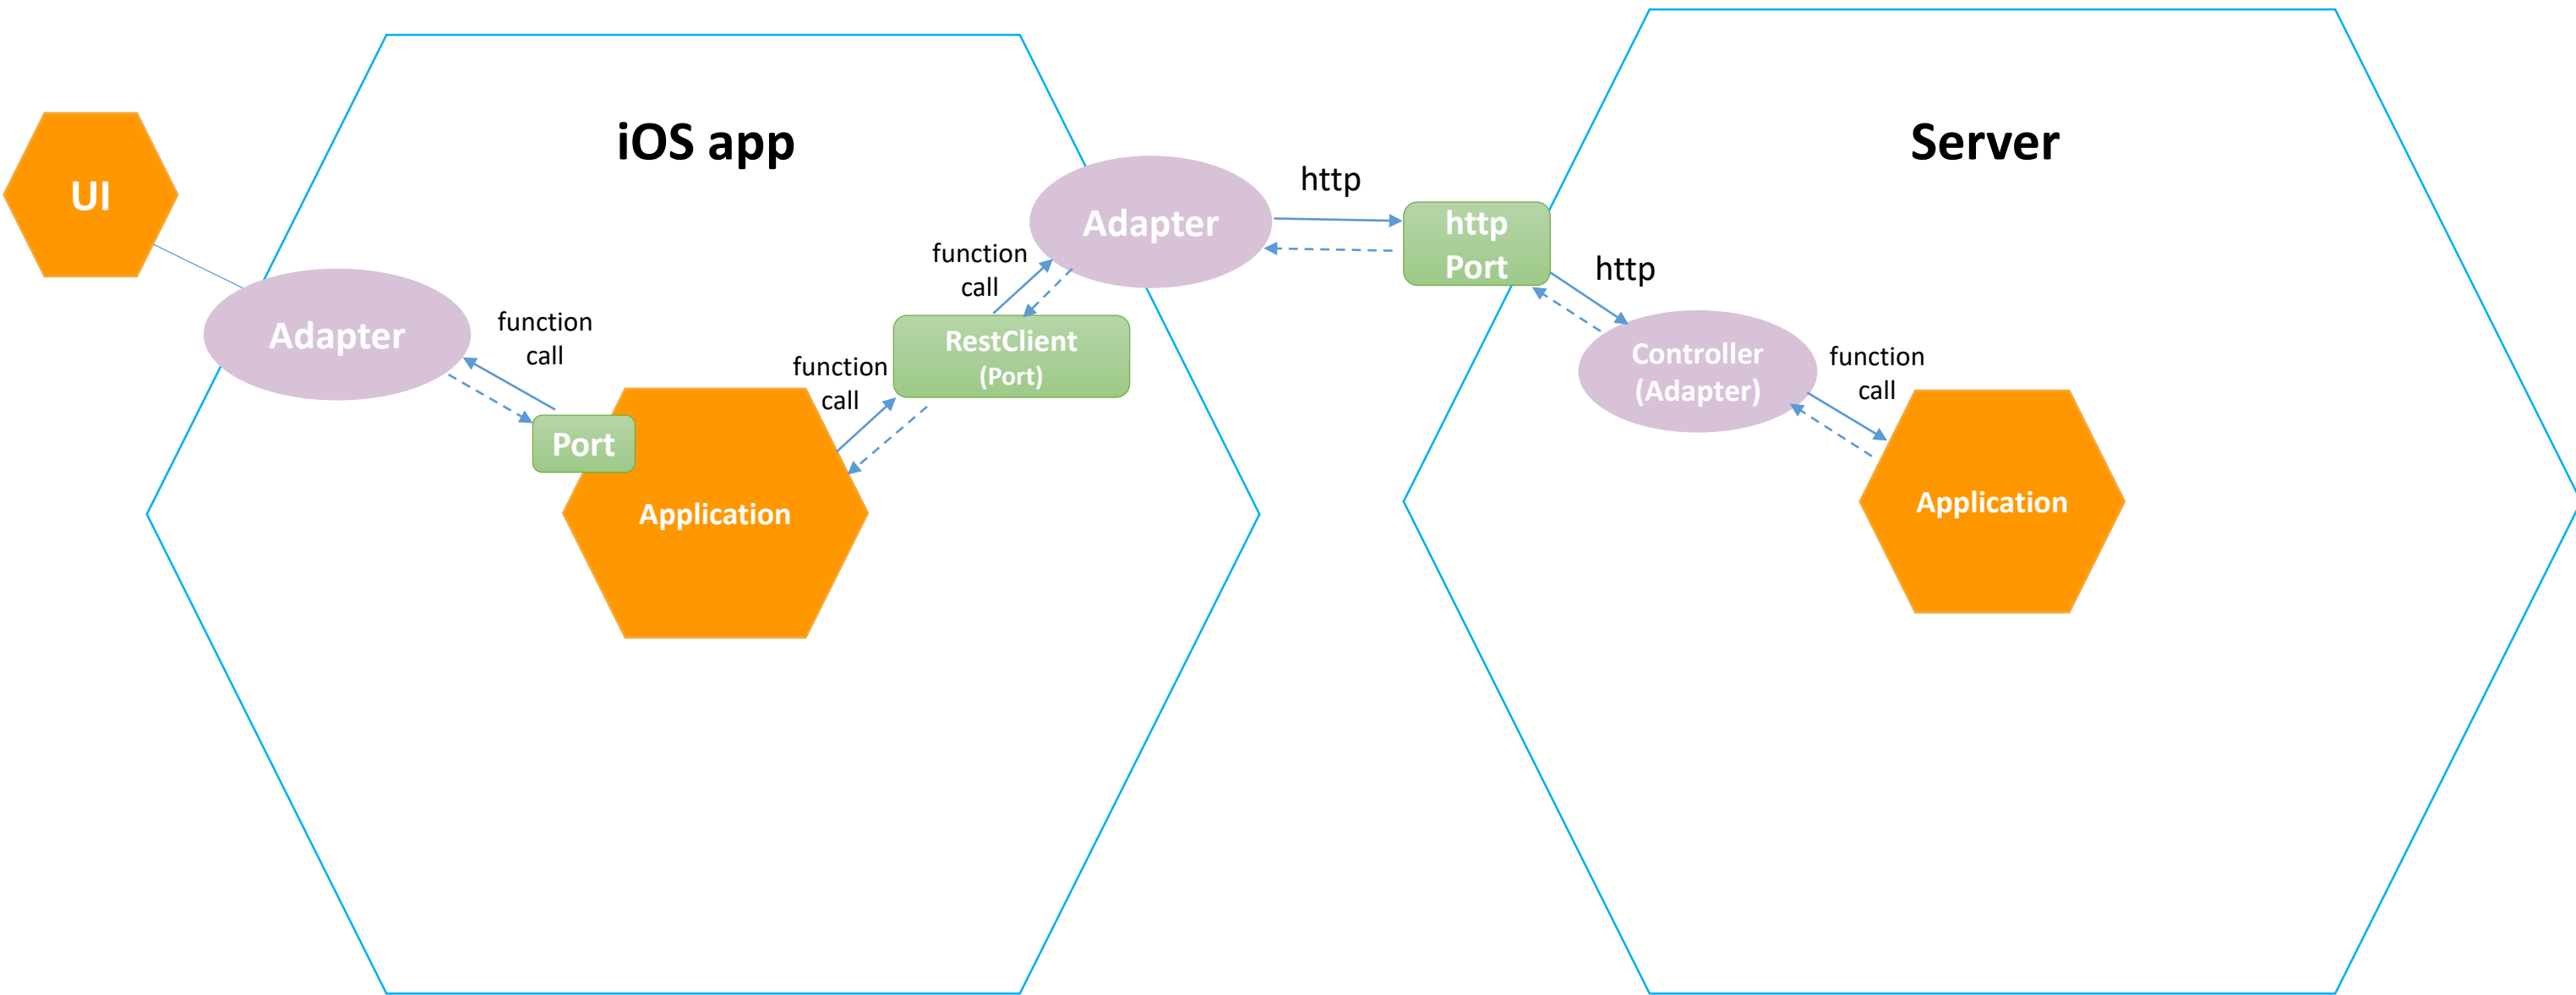 iOS app
Server
UI
Adapter
http
http
Port
function
call
http
Adapter
function
call
RestClient
(Port)
function
call
Controller
(Adapter)
function
call
Port
Application
Application